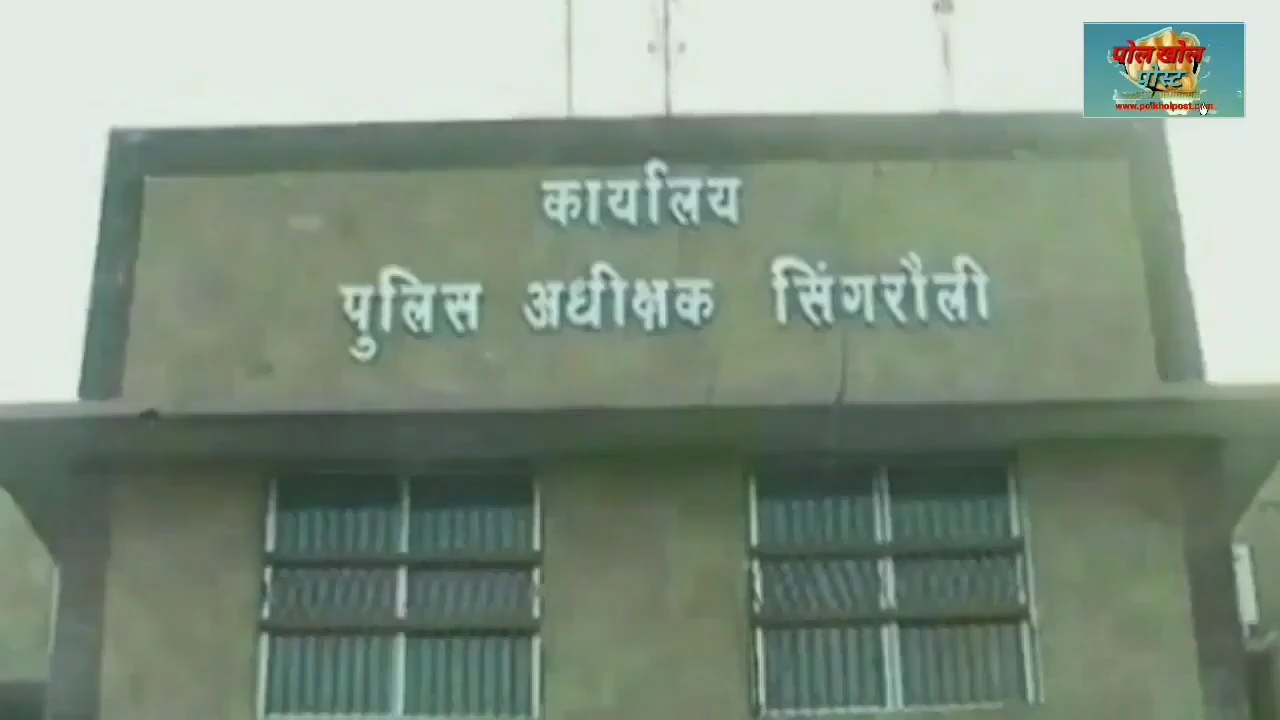 कार्यालय
पुलिस अधीक्षक सिंगरौली
पोल खोल
पोस्ट
www.polkholpost.com